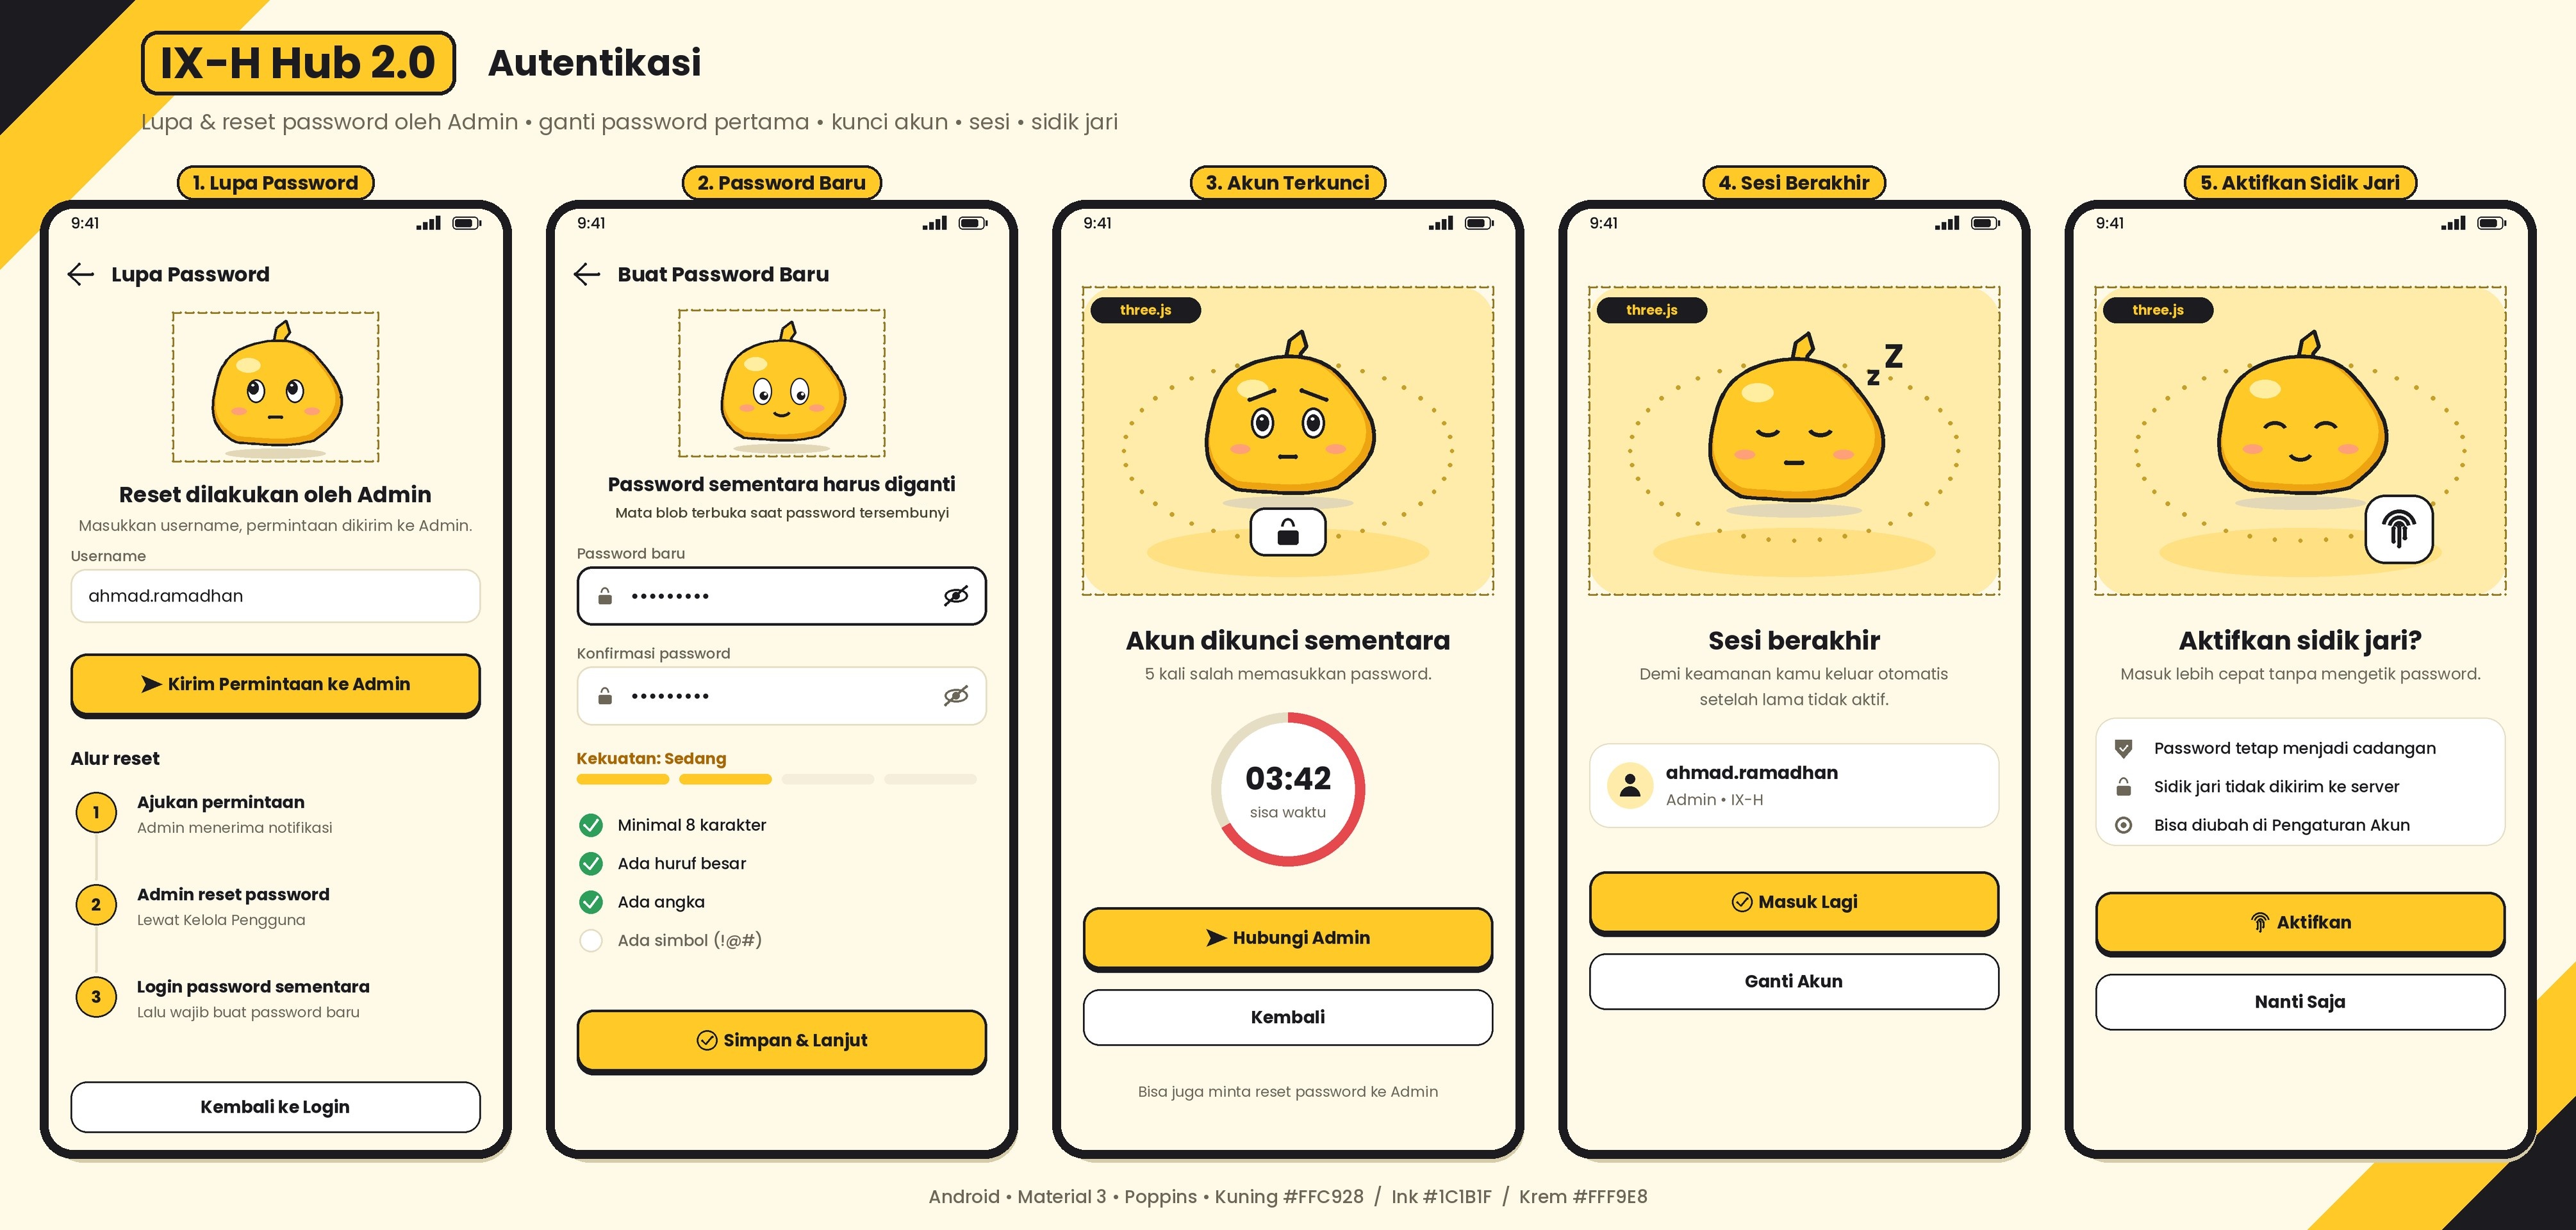 IX-H Hub 2.0
Autentikasi
Lupa & reset password oleh Admin • ganti password pertama • kunci akun • sesi • sidik jari
1. Lupa Password
9:41
Lupa Password
Reset dilakukan oleh Admin
Masukkan username, permintaan dikirim ke Admin.
Username
ahmad.ramadhan
Kirim Permintaan ke Admin
Alur reset
1
Ajukan permintaan
Admin menerima notifikasi
2
Admin reset password
Lewat Kelola Pengguna
3
Login password sementara
Lalu wajib buat password baru
Kembali ke Login
2. Password Baru
9:41
Buat Password Baru
Password sementara harus diganti
Mata blob terbuka saat password tersembunyi
Password baru
•••••••••
Konfirmasi password
•••••••••
Kekuatan: Sedang
Minimal 8 karakter
Ada huruf besar
Ada angka
Ada simbol (!@#)
Simpan & Lanjut
3. Akun Terkunci
9:41
three.js
Akun dikunci sementara
5 kali salah memasukkan password.
03:42
sisa waktu
Hubungi Admin
Kembali
Bisa juga minta reset password ke Admin
4. Sesi Berakhir
9:41
three.js
z Z
Sesi berakhir
Demi keamanan kamu keluar otomatis
setelah lama tidak aktif.
ahmad.ramadhan
Admin • IX-H
Masuk Lagi
Ganti Akun
5. Aktifkan Sidik Jari
9:41
three.js
Aktifkan sidik jari?
Masuk lebih cepat tanpa mengetik password.
Password tetap menjadi cadangan
Sidik jari tidak dikirim ke server
Bisa diubah di Pengaturan Akun
Aktifkan
Nanti Saja
Android • Material 3 • Poppins • Kuning #FFC928 / Ink #1C1B1F / Krem #FFF9E8